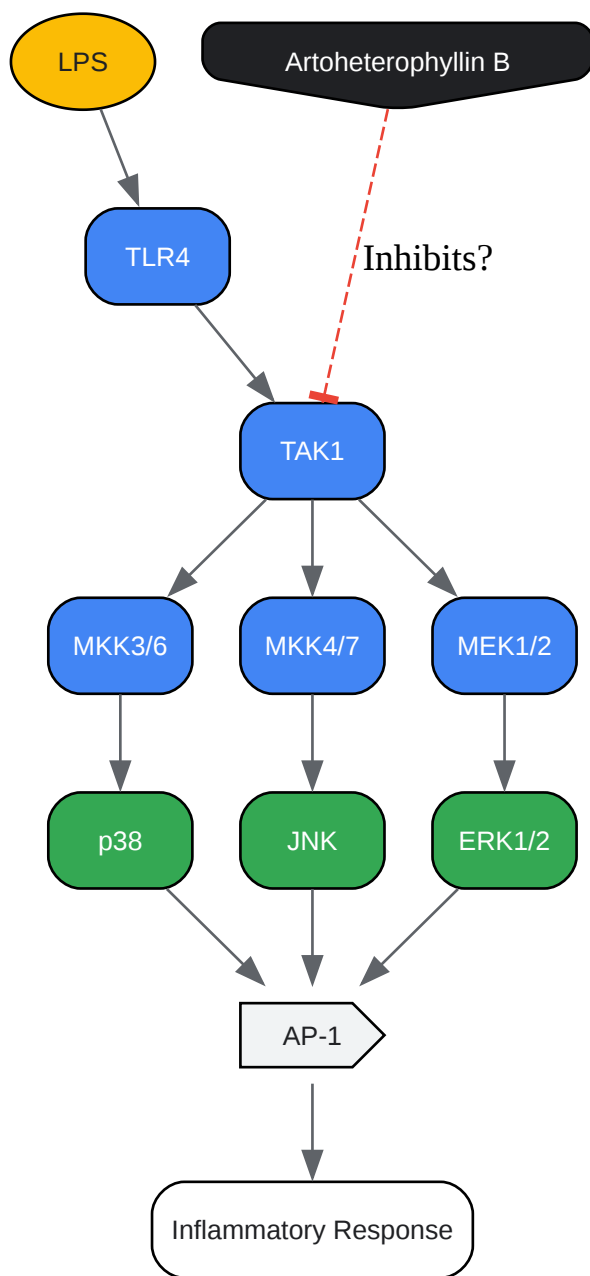 LPS
Artoheterophyllin B
TLR4
Inhibits?
TAK1
MKK3/6
MKK4/7
MEK1/2
p38
JNK
ERK1/2
AP-1
Inflammatory Response